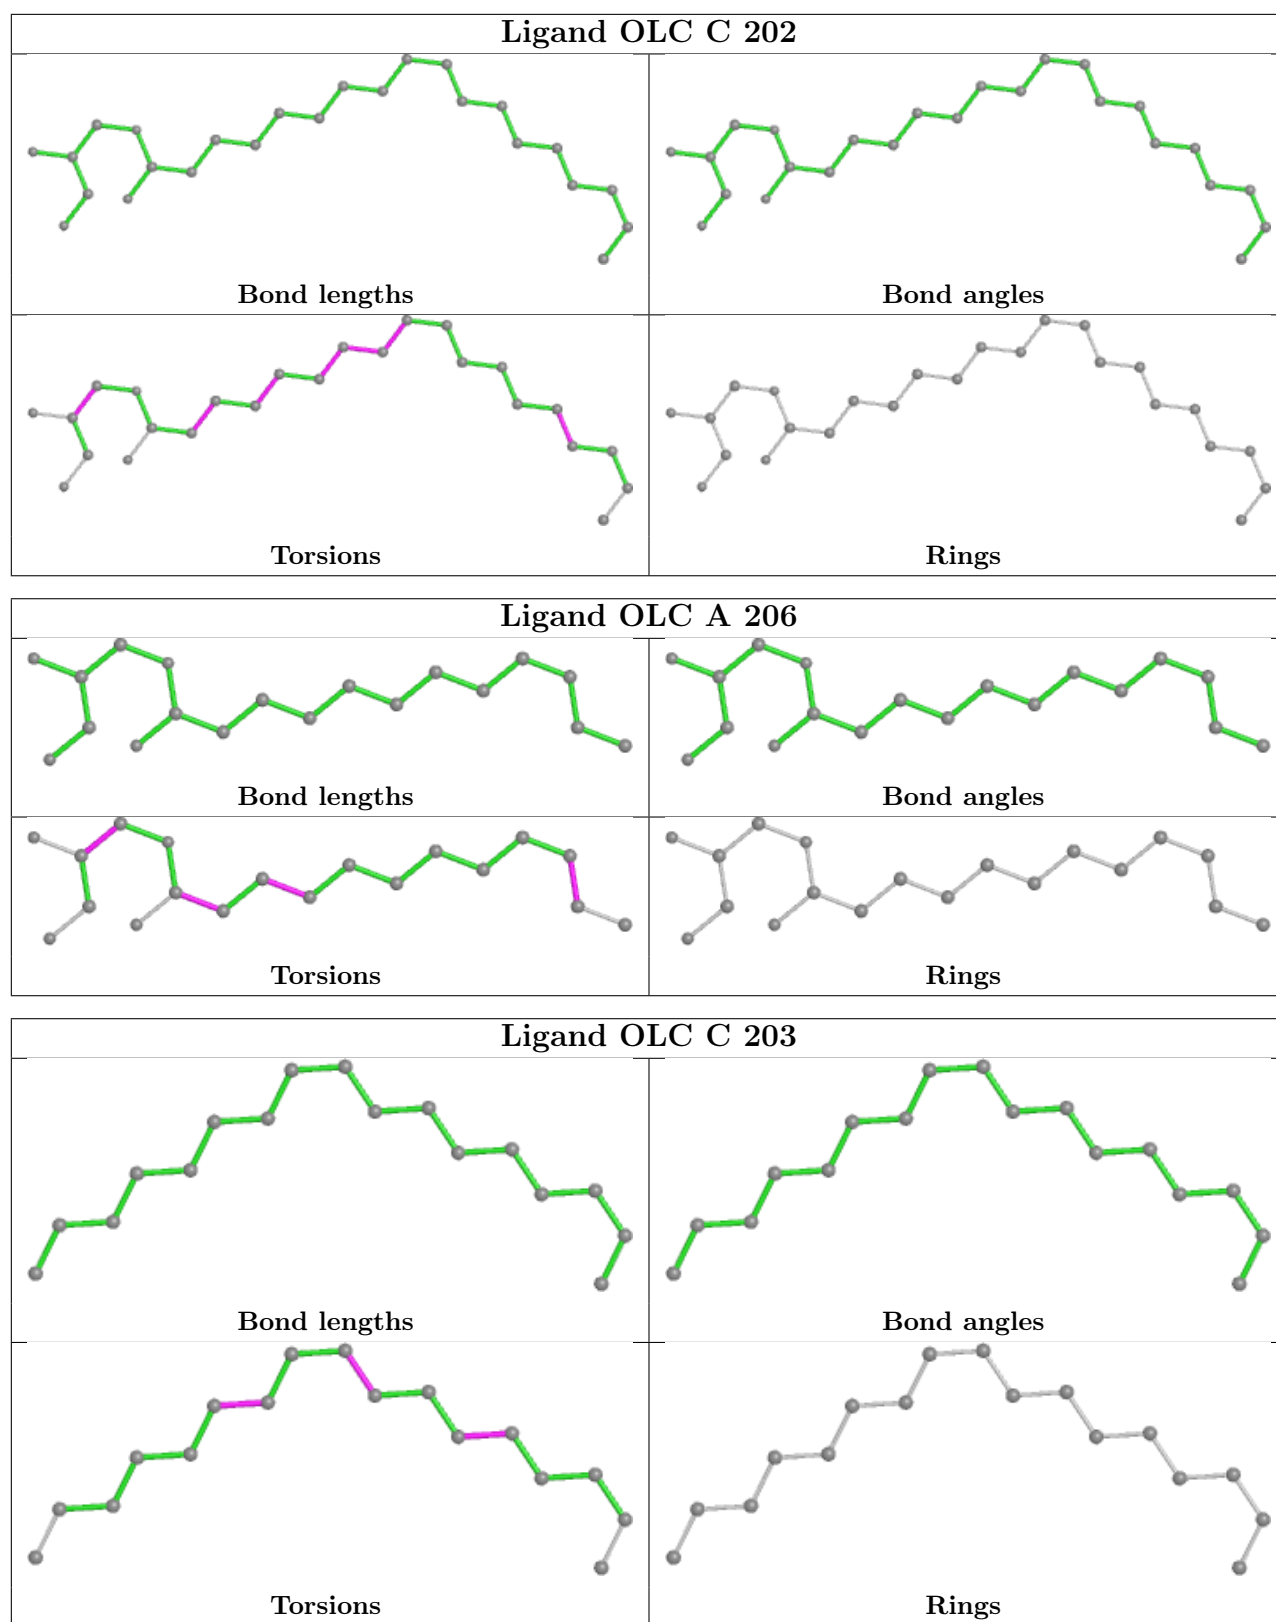 Ligand OLC C 202
Bond lengths
Bond angles
Torsions
Rings
Ligand OLC A 206
Bond lengths
Bond angles
Torsions
Rings
Ligand OLC C 203
Bond lengths
Bond angles
Torsions
Rings